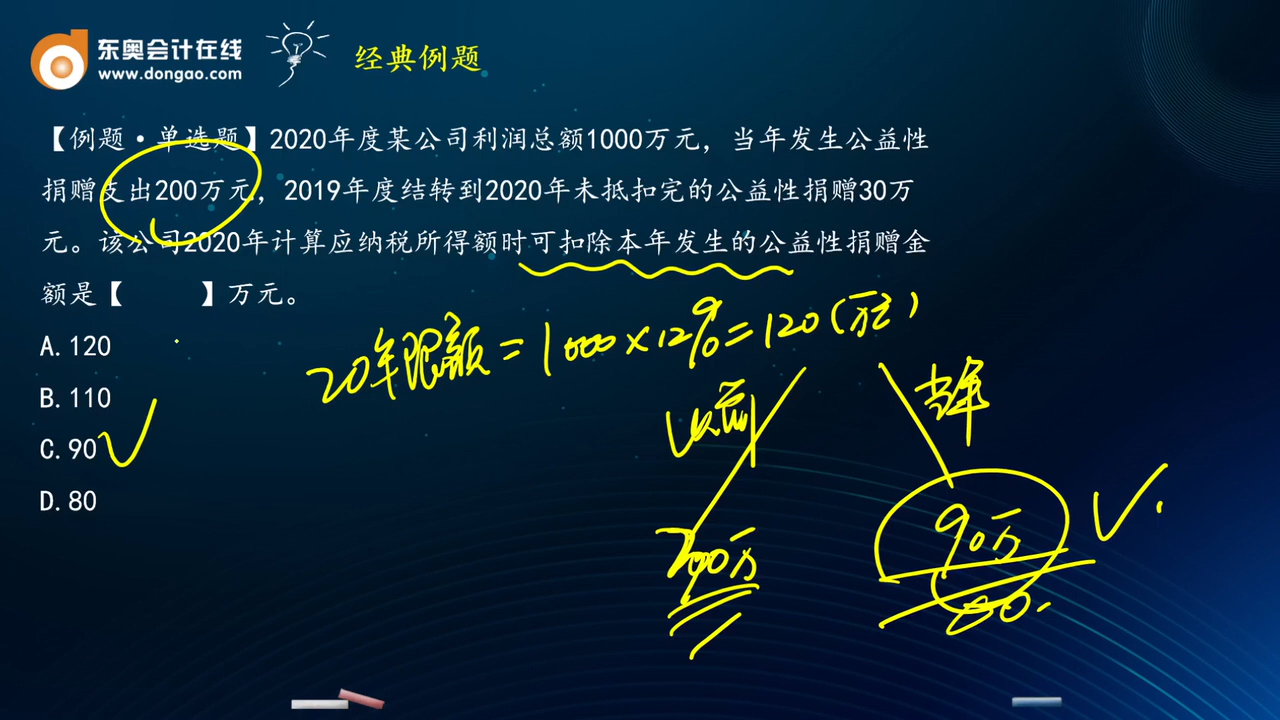 东奥会计在线
www.dongao.com
经典例题
【例题·单选题】2020年度某公司利润总额1000万元，当年发生公益性
捐赠支出200万元，2019年度结转到2020年未抵扣完的公益性捐赠30万
元。该公司2020年计算应纳税所得额时可扣除本年发生的公益性捐赠金
额是【 】万元。
A.120
B.110
C.90
D.80
20年限额=1000×12%=120(万元)
以前
当年
90万